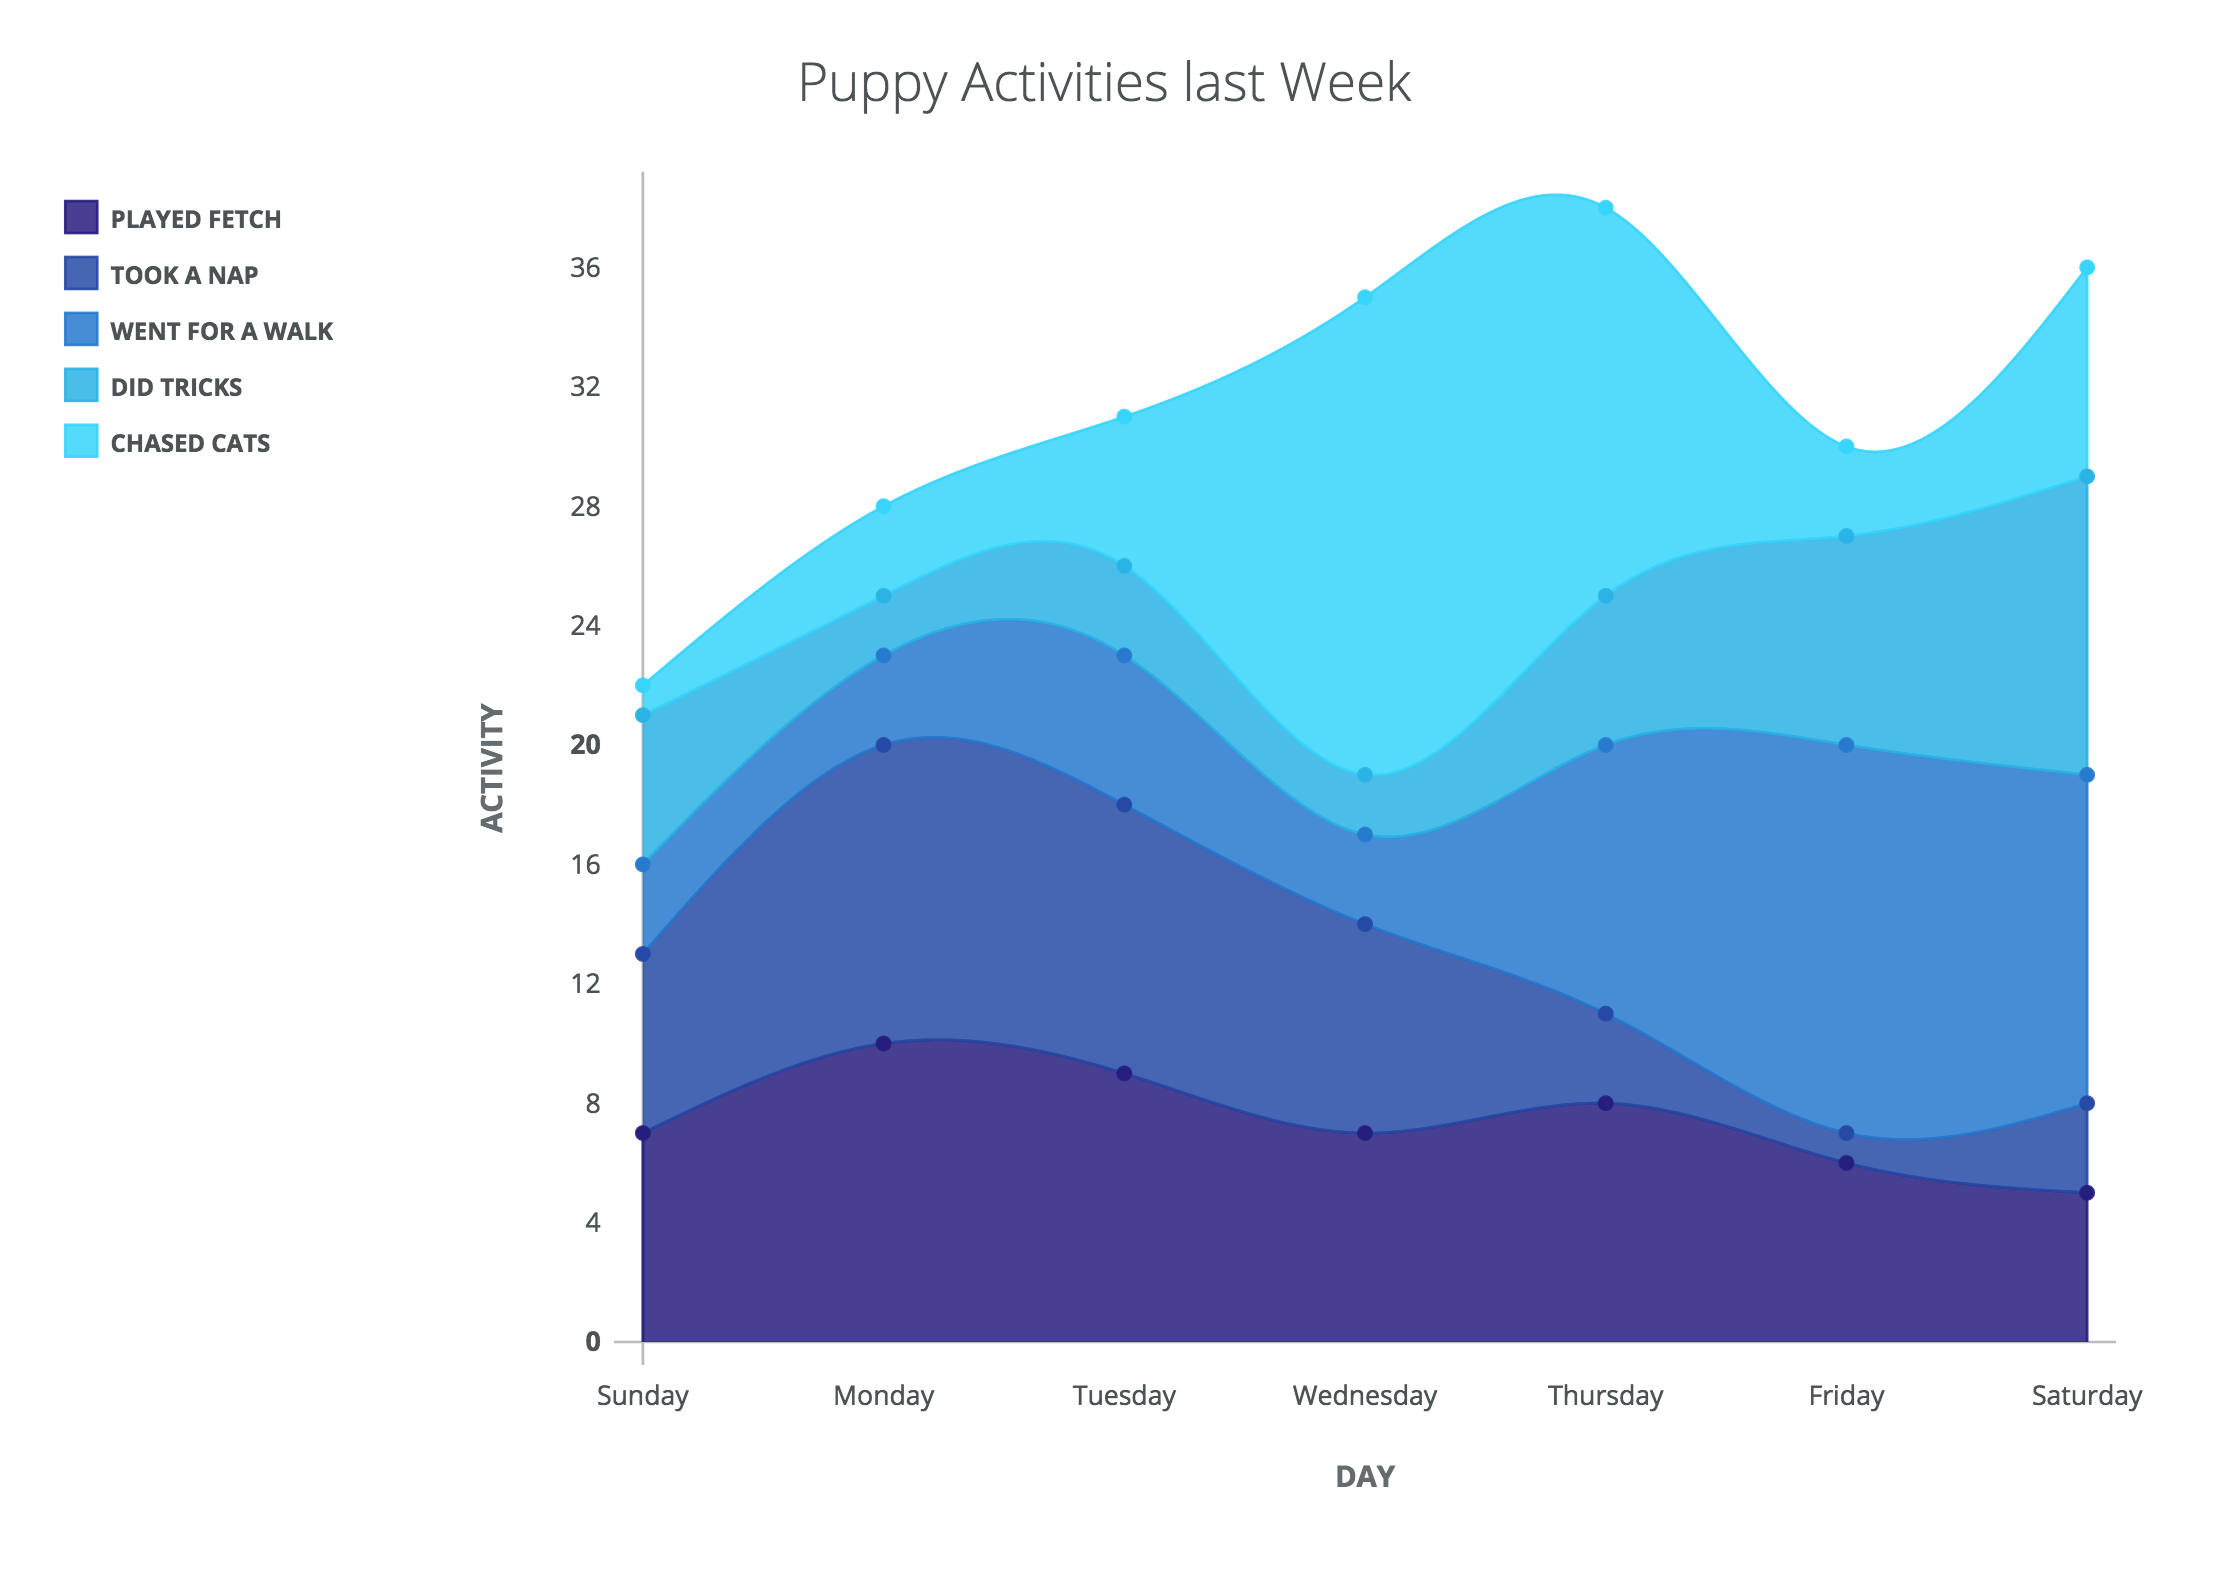 Puppy Activities last Week
PLAYED FETCH
TOOK A NAP
WENT FOR A WALK
DID TRICKS
CHASED CATS
ACTIVITY
36
32
28
24
20
16
12
8
4
0
Sunday Monday Tuesday Wednesday Thursday Friday Saturday
DAY